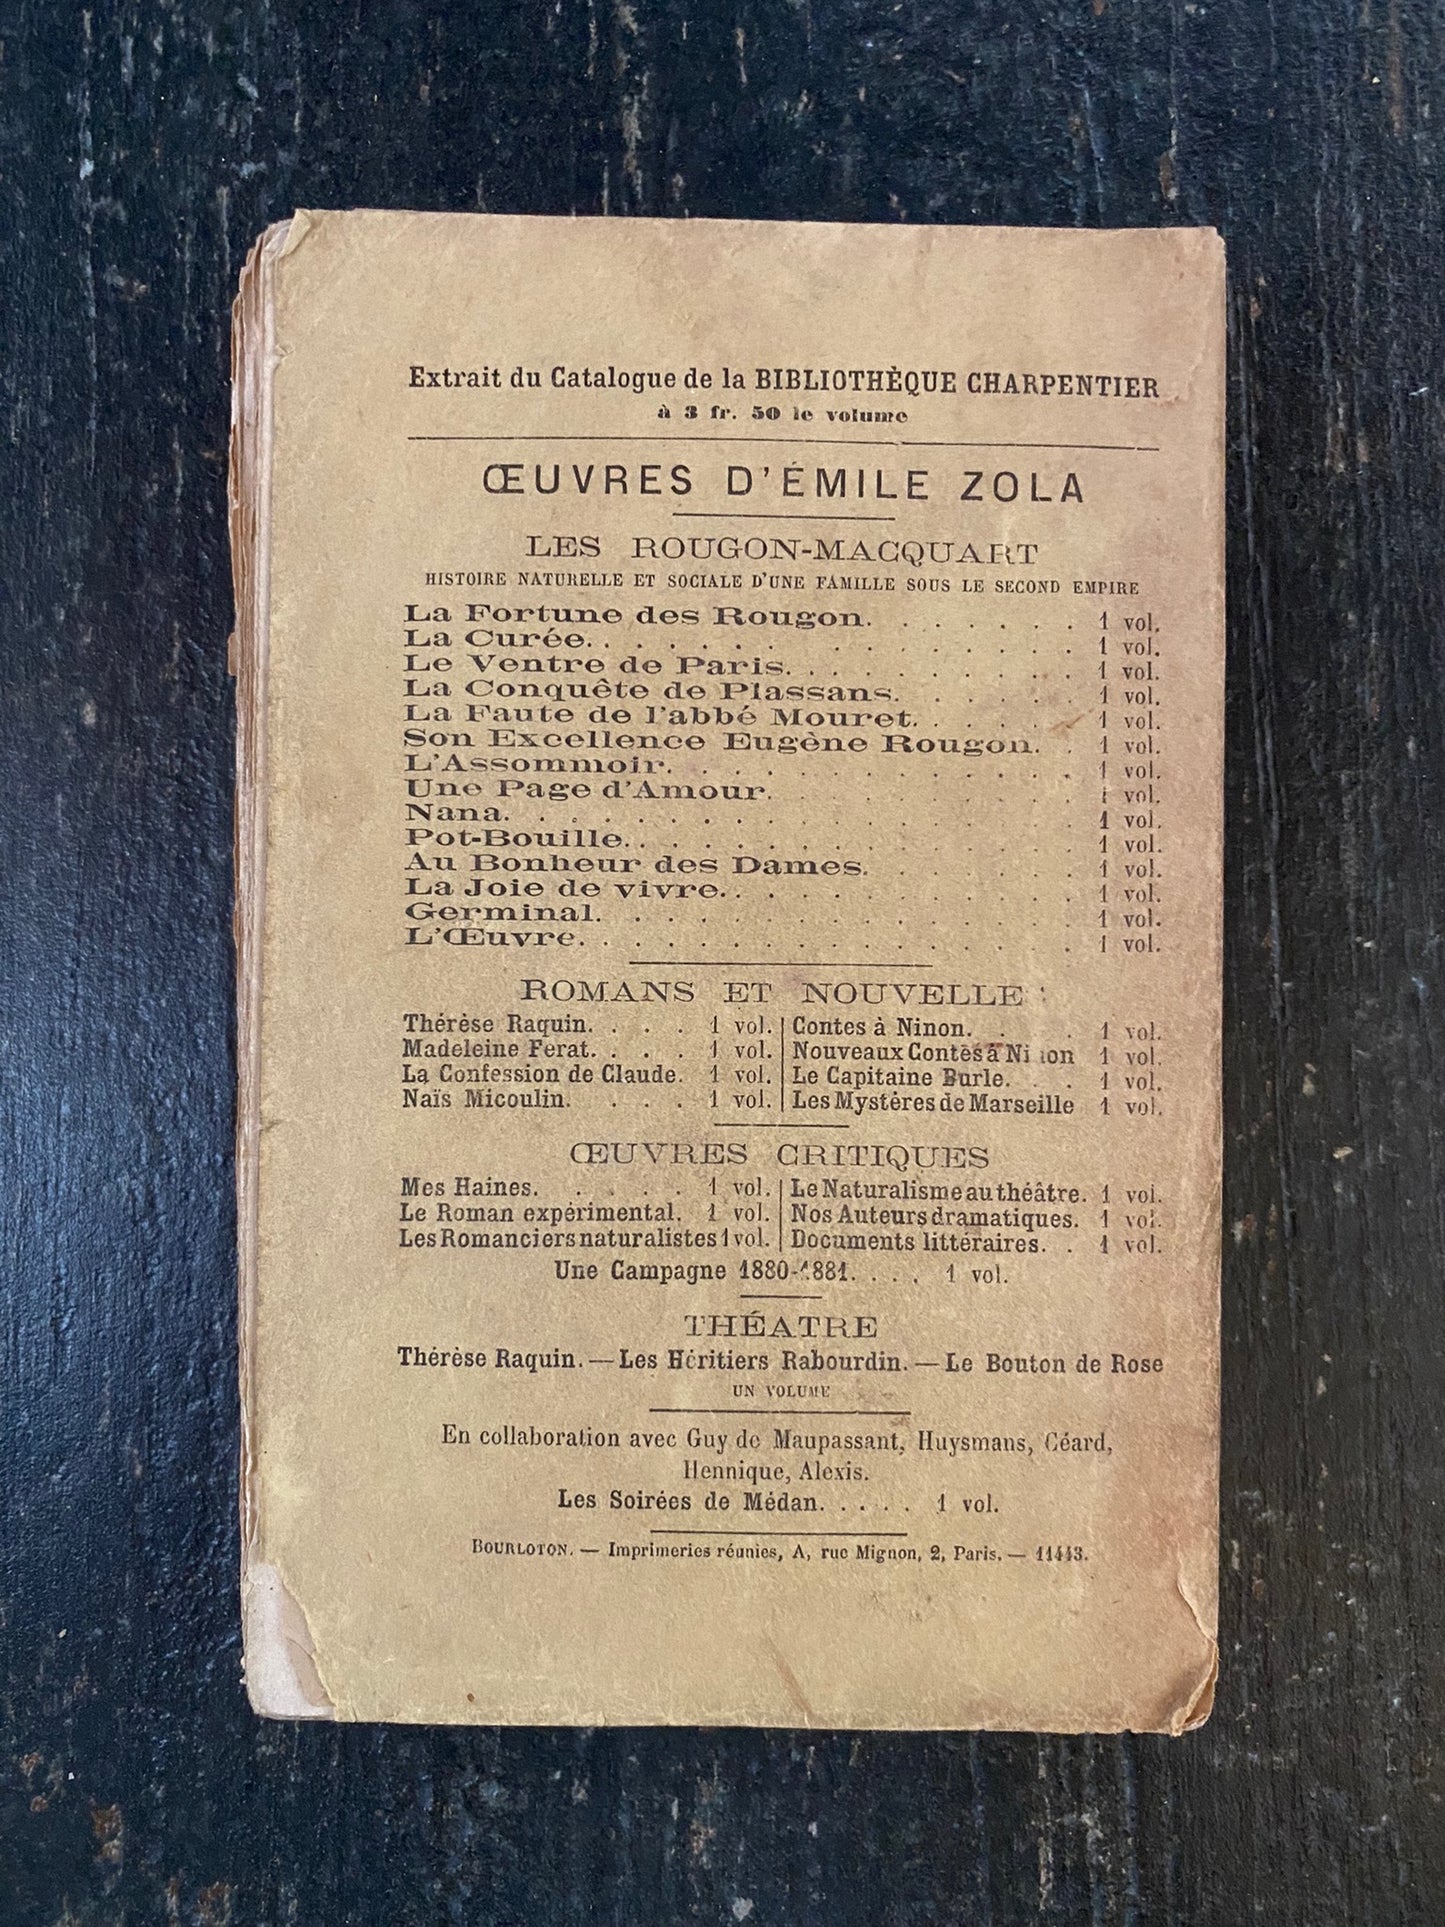 Extrait du Catalogue de la BIBLIOTHÈQUE CHARPENTIER
à 3 fr. 50 le volume
ŒUVRES D'ÉMILE ZOLA
LES ROUGON-MACQUART
HISTOIRE NATURELLE ET SOCIALE D'UNE FAMILLE SOUS LE SECOND EMPIRE
La Fortune des Rougon. . . . . . . . 1 vol.
La Curée. . . . . . . . . . . . . . . 1 vol.
Le Ventre de Paris. . . . . . . . . . 1 vol.
La Conquête de Plassans. . . . . . 1 vol.
La Faute de l'abbé Mouret. . . . . . 1 vol.
Son Excellence Eugène Rougon. . 1 vol.
L'Assommoir. . . . . . . . . . . . . . 1 vol.
Une Page d'Amour. . . . . . . . . . 1 vol.
Nana. . . . . . . . . . . . . . . . . . . 1 vol.
Pot-Bouille. . . . . . . . . . . . . . . 1 vol.
Au Bonheur des Dames. . . . . . . 1 vol.
La Joie de vivre. . . . . . . . . . . . 1 vol.
Germinal. . . . . . . . . . . . . . . . 1 vol.
L'Œuvre. . . . . . . . . . . . . . . . . 1 vol.
ROMANS ET NOUVELLE
Thérèse Raquin. . . . 1 vol. | Contes à Ninon. . . 1 vol.
Madeleine Ferat. . . . 1 vol. | Nouveaux Contes à Ninon 1 vol.
La Confession de Claude. 1 vol. | Le Capitaine Burle. . . 1 vol.
Naïs Micoulin. . . . 1 vol. | Les Mystères de Marseille 1 vol.
ŒUVRES CRITIQUES
Mes Haines. . . . . 1 vol. | Le Naturalisme au théâtre. 1 vol.
Le Roman expérimental. 1 vol. | Nos Auteurs dramatiques. 1 vol.
Les Romanciers naturalistes 1 vol. | Documents littéraires. . 1 vol.
Une Campagne 1880-1881. . . . 1 vol.
THÉATRE
Thérèse Raquin. — Les Héritiers Rabourdin. — Le Bouton de Rose
UN VOLUME
En collaboration avec Guy de Maupassant, Huysmans, Céard,
Hennique, Alexis.
Les Soirées de Médan. . . . . 1 vol.
BOURLOTON. — Imprimeries réunies, A, rue Mignon, 2, Paris. — 11443.